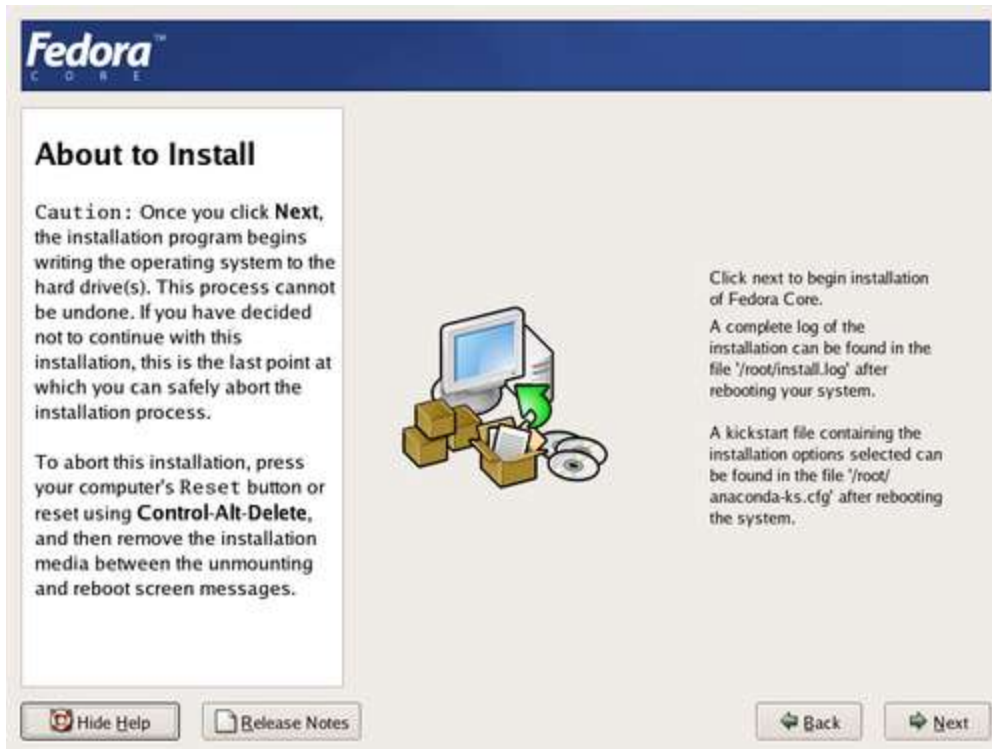 Fedora™
CORE
About to Install
Caution: Once you click Next,
the installation program begins
writing the operating system to the
hard drive(s). This process cannot
be undone. If you have decided
not to continue with this
installation, this is the last point at
which you can safely abort the
installation process.
To abort this installation, press
your computer's Reset button or
reset using Control-Alt-Delete,
and then remove the installation
media between the unmounting
and reboot screen messages.
Click next to begin installation
of Fedora Core.
A complete log of the
installation can be found in the
file '/root/install.log' after
rebooting your system.
A kickstart file containing the
installation options selected can
be found in the file '/root/
anaconda-ks.cfg' after rebooting
the system.
Hide Help
Release Notes
Back
Next